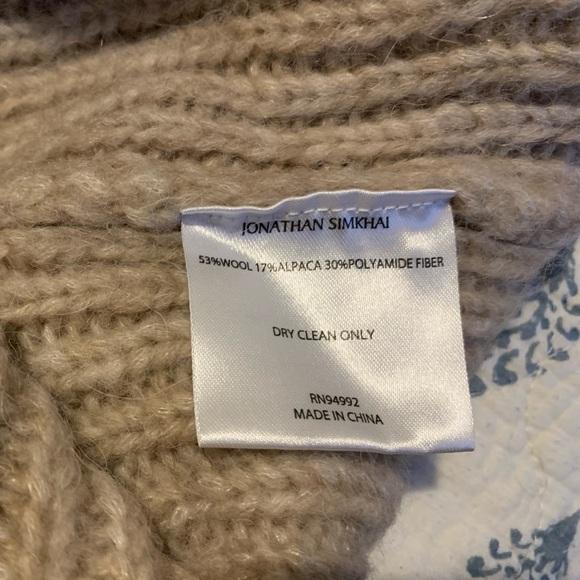 JONATHAN SIMKHAI
53%WOOL 17%ALPACA 30%POLYAMIDE FIBER
DRY CLEAN ONLY
RN94992
MADE IN CHINA